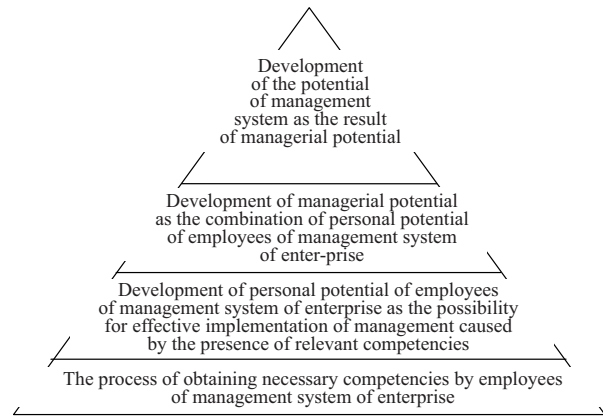 Development
of the potential
of management
system as the result
of managerial potential
Development of managerial potential
as the combination of personal potential
of employees of management system
of enter-prise
Development of personal potential of employees
of management system of enterprise as the possibility
for effective implementation of management caused
by the presence of relevant competencies
The process of obtaining necessary competencies by employees
of management system of enterprise